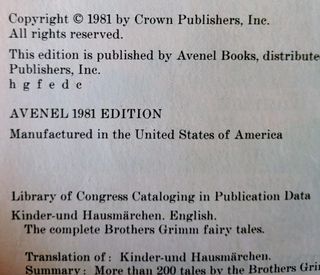 Copyright © 1981 by Crown Publishers, Inc.
All rights reserved.
This edition is published by Avenel Books, distribute
Publishers, Inc.
h g f e d c
AVENEL 1981 EDITION
Manufactured in the United States of America
Library of Congress Cataloging in Publication Data
Kinder-und Hausmärchen. English.
The complete Brothers Grimm fairy tales.
Translation of: Kinder-und Hausmärchen.
Summary: More than 200 tales by the Brothers Gri